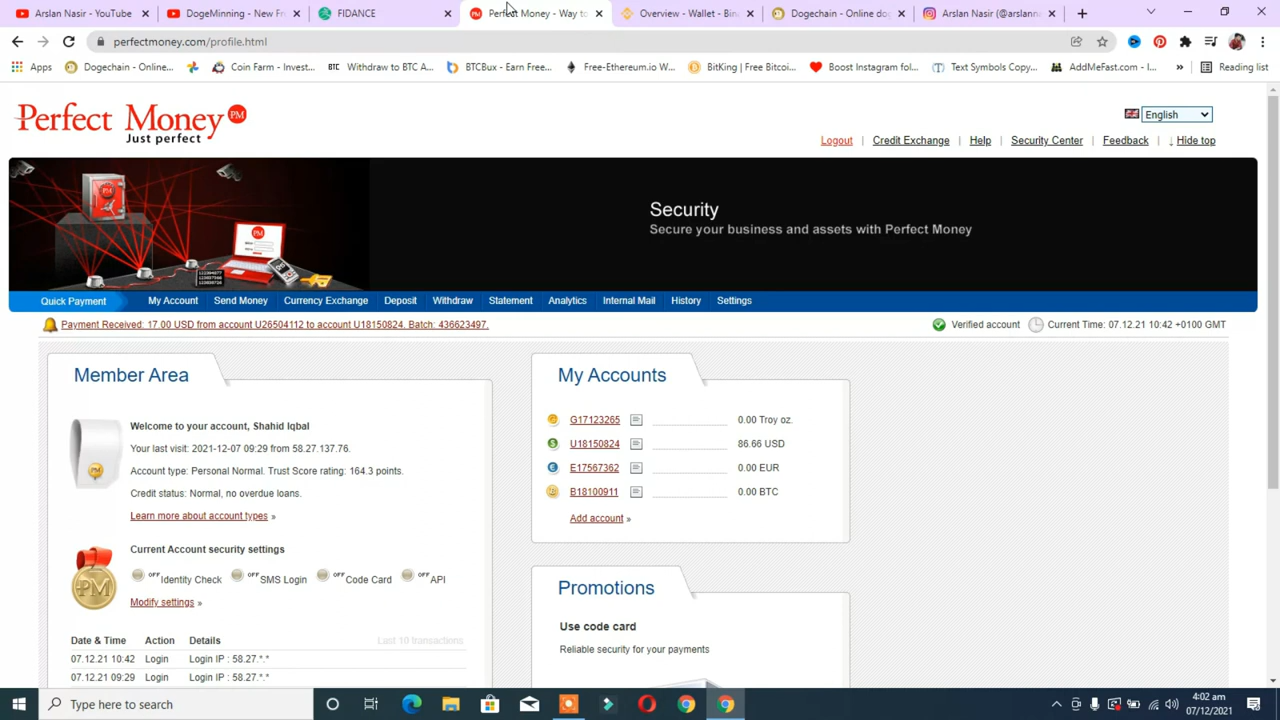 Arslan Nasir - YouTube
DogeMinning - New Fr
FIDANCE
Perfect Money - Way to
Overview - Wallet - Bin
Dogechain - Online do
Arslan Nasir (@arslann
perfectmoney.com/profile.html
Apps
Dogechain - Online...
Coin Farm - Invest...
BTC Withdraw to BTC A...
BTCBux - Earn Free...
Free-Ethereum.io W...
BitKing | Free Bitcoi...
Boost Instagram fol...
Text Symbols Copy...
AddMeFast.com - I...
»
Reading list
Perfect Money PM
Just perfect
English
Logout | Credit Exchange | Help | Security Center | Feedback | ↓ Hide top
Security
Secure your business and assets with Perfect Money
Quick Payment My Account Send Money Currency Exchange Deposit Withdraw Statement Analytics Internal Mail History Settings
Payment Received: 17.00 USD from account U26504112 to account U18150824. Batch: 436623497.
Verified account
Current Time: 07.12.21 10:42 +0100 GMT
Member Area
Welcome to your account, Shahid Iqbal
Your last visit: 2021-12-07 09:29 from 58.27.137.76.
Account type: Personal Normal. Trust Score rating: 164.3 points.
Credit status: Normal, no overdue loans.
Learn more about account types »
Current Account security settings
OFF Identity Check OFF SMS Login OFF Code Card OFF API
Modify settings »
Date & Time Action Details Last 10 transactions
07.12.21 10:42 Login Login IP : 58.27.*.*
07.12.21 09:29 Login Login IP : 58.27.*.*
My Accounts
G17123265 0.00 Troy oz.
U18150824 86.66 USD
E17567362 0.00 EUR
B18100911 0.00 BTC
Add account »
Promotions
Use code card
Reliable security for your payments
Type here to search
4:02 am
07/12/2021